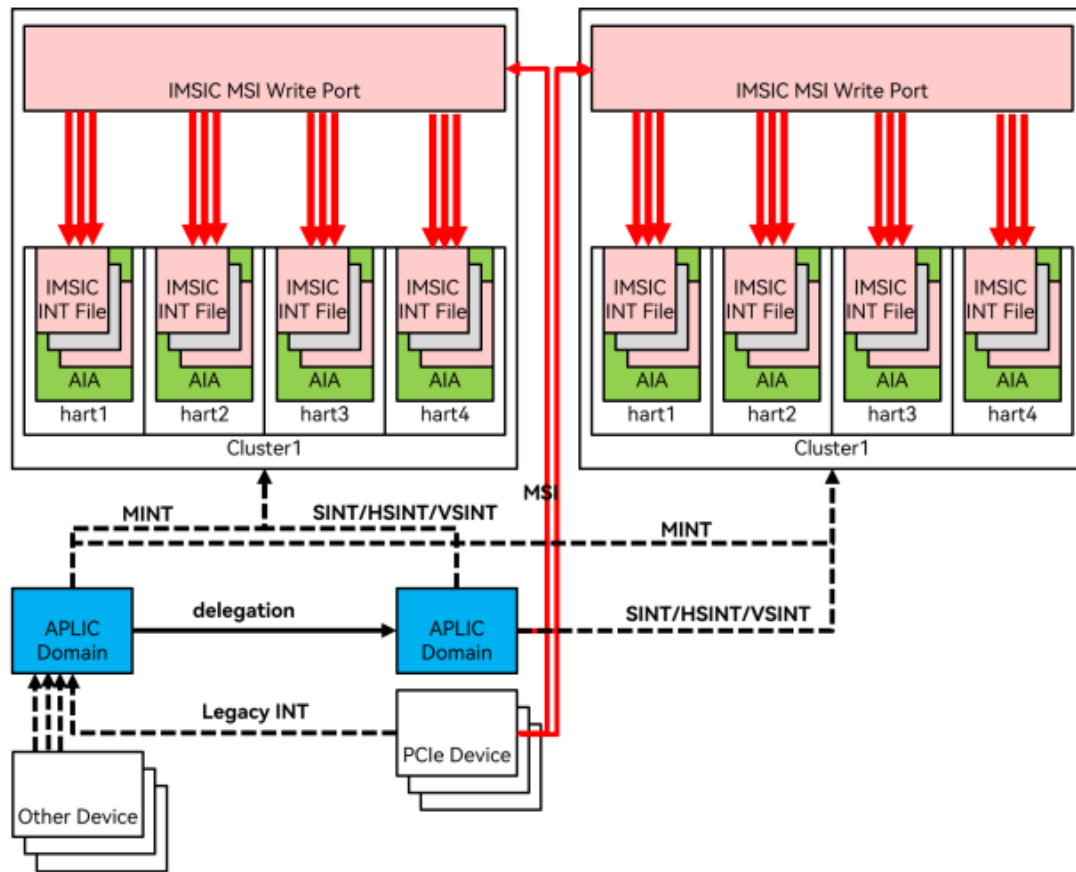 IMSIC MSI Write Port
IMSIC MSI Write Port
IMSIC
INT File
IMSIC
INT File
IMSIC
INT File
IMSIC
INT File
IMSIC
INT File
IMSIC
INT File
IMSIC
INT File
IMSIC
INT File
AIA
AIA
AIA
AIA
AIA
AIA
AIA
AIA
hart1
hart2
hart3
hart4
hart1
hart2
hart3
hart4
Cluster1
Cluster1
MSI
MINT
SINT/HSINT/VSINT
MINT
delegation
SINT/HSINT/VSINT
APLIC
Domain
APLIC
Domain
Legacy INT
PCIe Device
Other Device